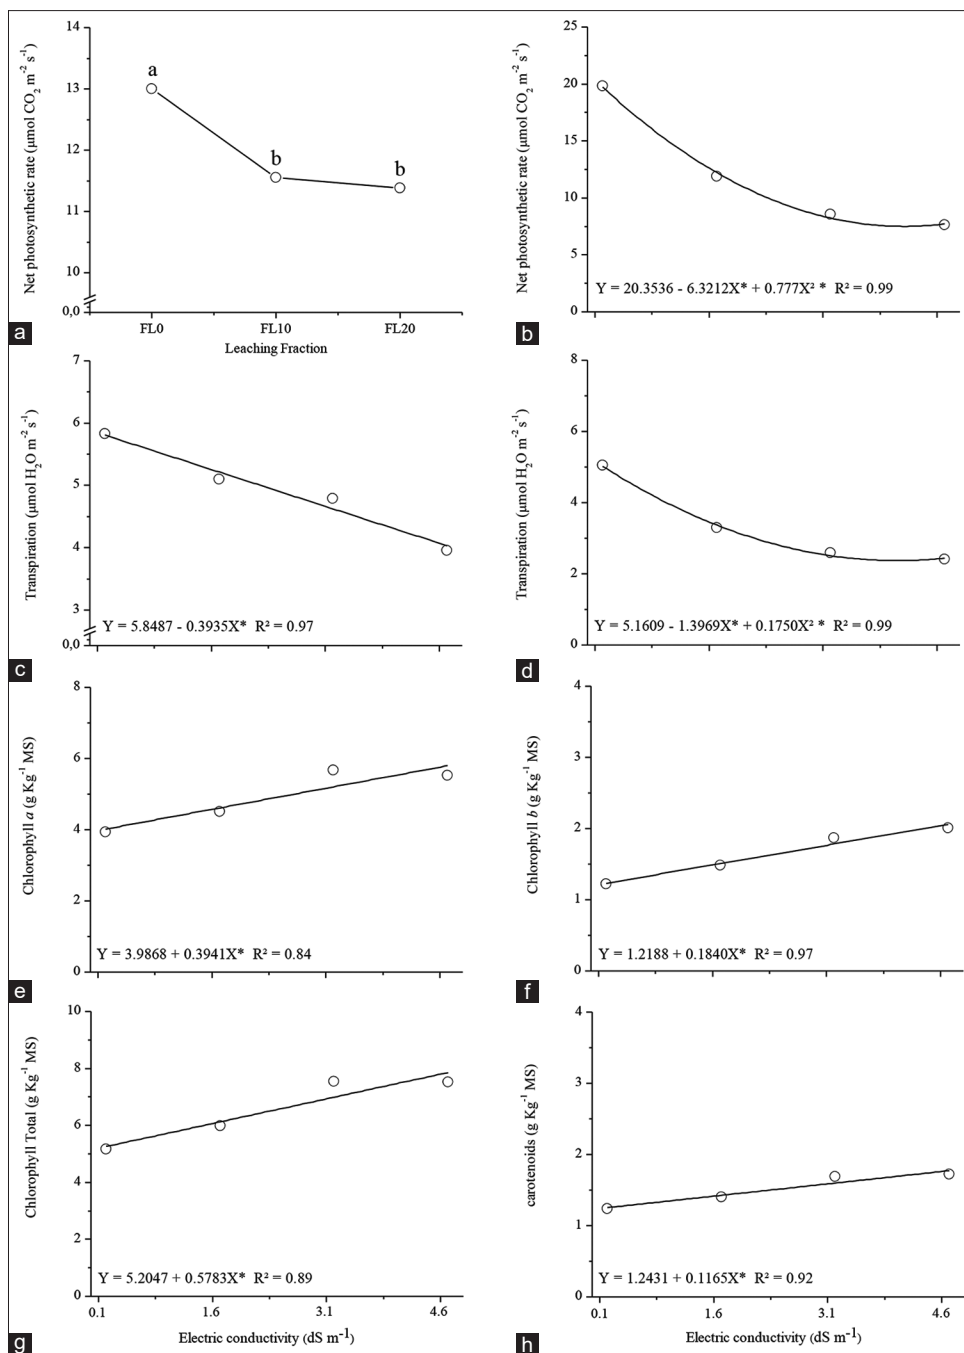 Net photosynthetic rate (µmol CO₂ m⁻² s⁻¹)
14
13
12
11
10
0,0
a
b
b
FL0
FL10
FL20
Leaching Fraction
a
Net photosynthetic rate (µmol CO₂ m⁻² s⁻¹)
25
20
15
10
5
0
Y = 20.3536 - 6.3212X* + 0.777X² * R² = 0.99
b
Transpiration (µmol H₂O m⁻² s⁻¹)
7
6
5
4
3
0,0
Y = 5.8487 - 0.3935X* R² = 0.97
c
Transpiration (µmol H₂O m⁻² s⁻¹)
8
6
4
2
0
Y = 5.1609 - 1.3969X* + 0.1750X² * R² = 0.99
d
Chlorophyll a (g Kg⁻¹ MS)
8
6
4
2
0
Y = 3.9868 + 0.3941X* R² = 0.84
e
Chlorophyll b (g Kg⁻¹ MS)
4
3
2
1
0
Y = 1.2188 + 0.1840X* R² = 0.97
f
Chlorophyll Total (g Kg⁻¹ MS)
10
8
6
4
2
0
Y = 5.2047 + 0.5783X* R² = 0.89
0.1
1.6
3.1
4.6
Electric conductivity (dS m⁻¹)
g
carotenoids (g Kg⁻¹ MS)
4
3
2
1
0
Y = 1.2431 + 0.1165X* R² = 0.92
0.1
1.6
3.1
4.6
Electric conductivity (dS m⁻¹)
h